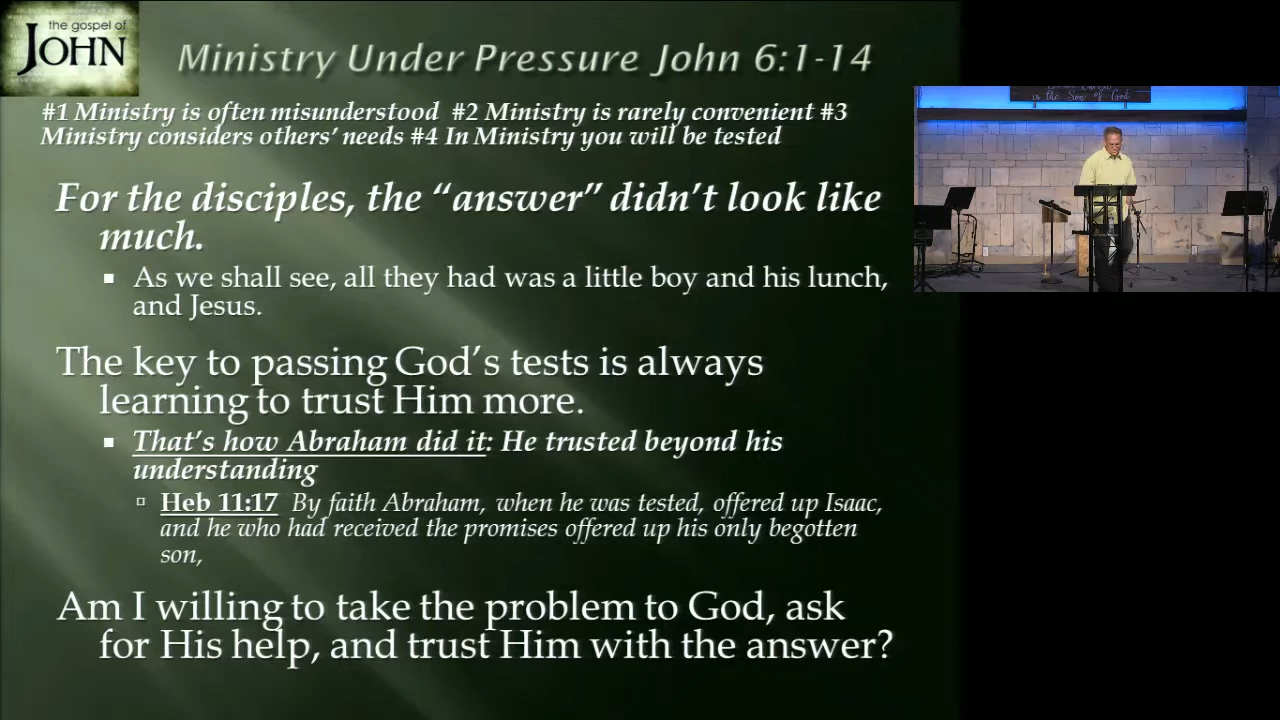 the gospel of
JOHN
Ministry Under Pressure John 6:1-14
#1 Ministry is often misunderstood #2 Ministry is rarely convenient #3
Ministry considers others’ needs #4 In Ministry you will be tested
For the disciples, the “answer” didn’t look like
much.
▪ As we shall see, all they had was a little boy and his lunch,
and Jesus.
The key to passing God’s tests is always
learning to trust Him more.
▪ That’s how Abraham did it: He trusted beyond his
understanding
▫ Heb 11:17 By faith Abraham, when he was tested, offered up Isaac,
and he who had received the promises offered up his only begotten
son,
Am I willing to take the problem to God, ask
for His help, and trust Him with the answer?
is the Son of God